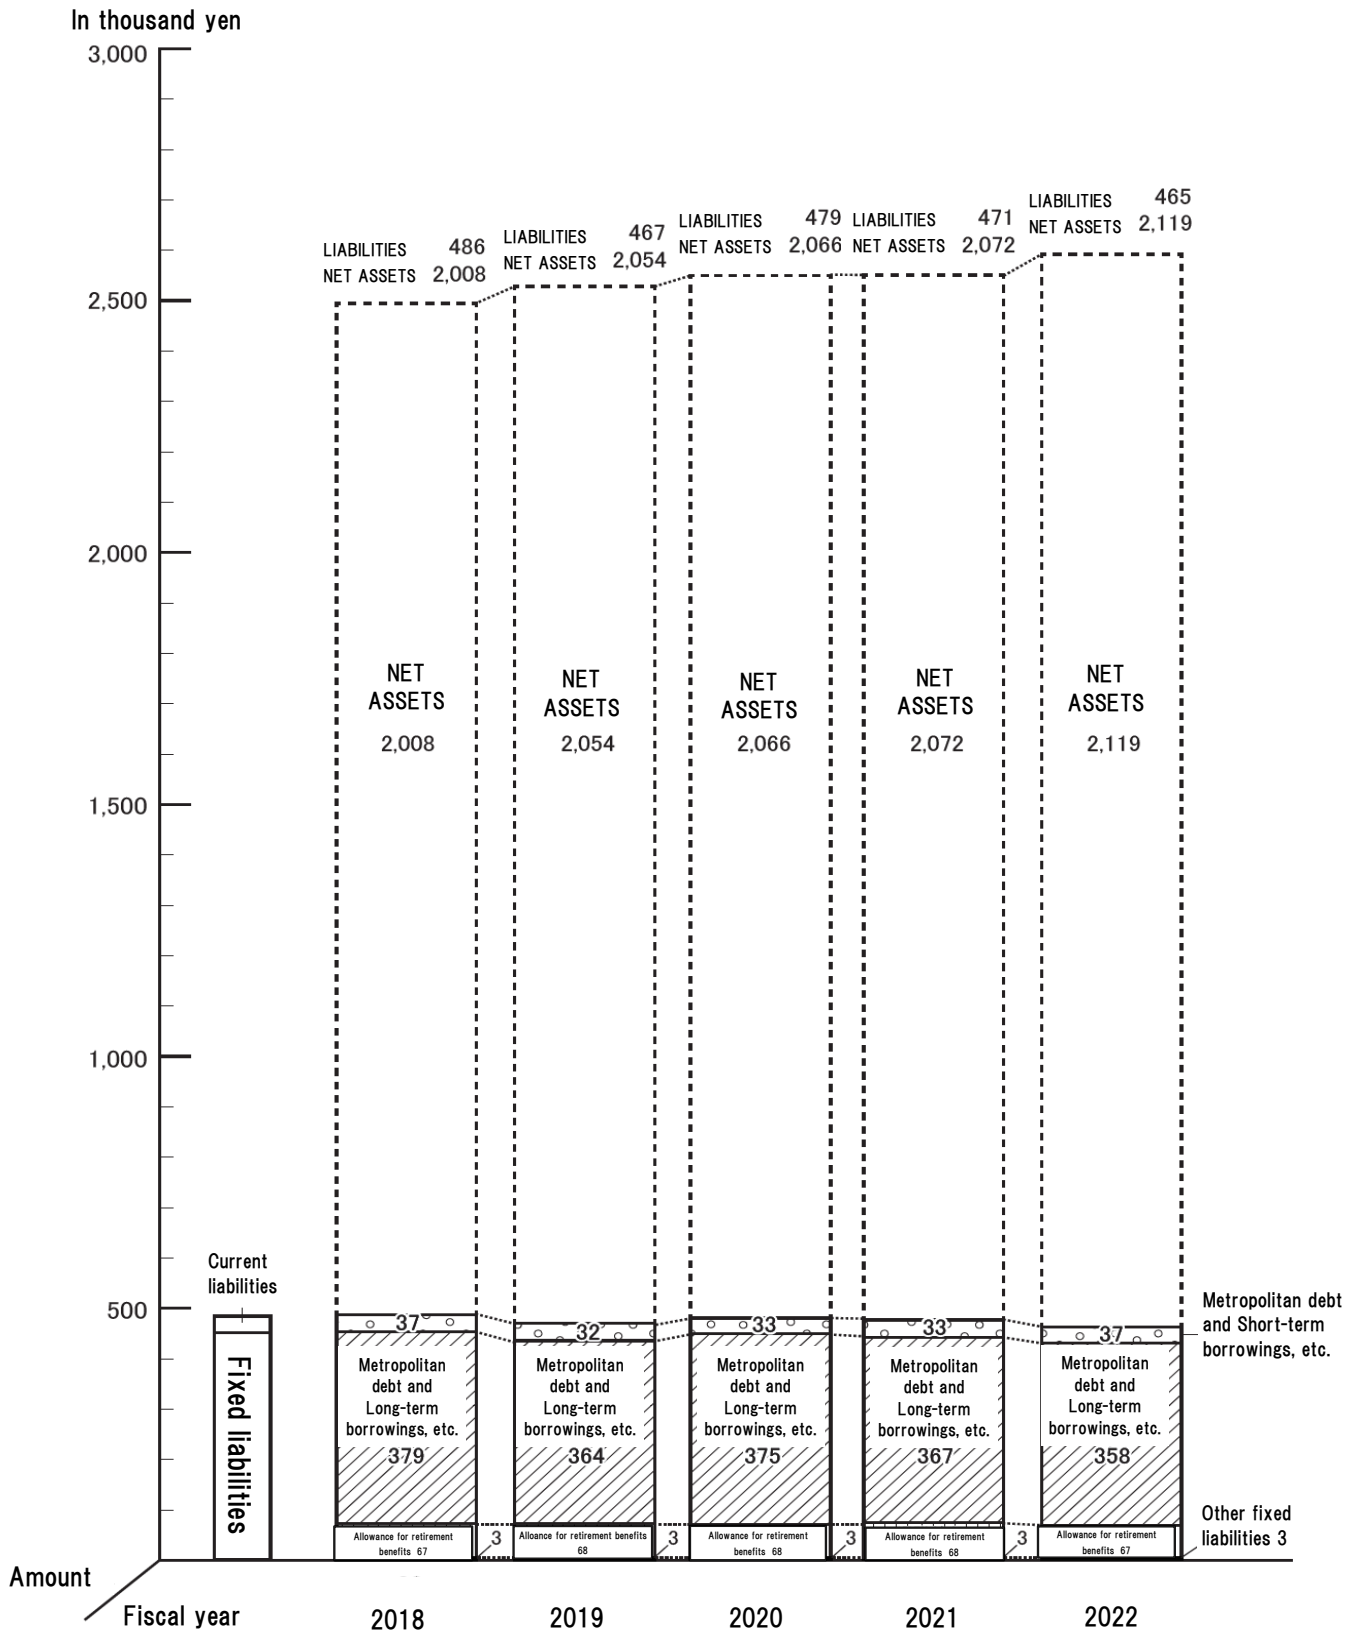 In thousand yen
3,000
2,500
2,000
1,500
1,000
500
LIABILITIES 486
NET ASSETS 2,008
LIABILITIES 467
NET ASSETS 2,054
LIABILITIES 479
NET ASSETS 2,066
LIABILITIES 471
NET ASSETS 2,072
LIABILITIES 465
NET ASSETS 2,119
NET
ASSETS
2,008
NET
ASSETS
2,054
NET
ASSETS
2,066
NET
ASSETS
2,072
NET
ASSETS
2,119
Current
liabilities
Fixed liabilities
37
Metropolitan
debt and
Long-term
borrowings, etc.
379
Allowance for retirement
benefits 67
3
32
Metropolitan
debt and
Long-term
borrowings, etc.
364
Alloance for retirement benefits
68
3
33
Metropolitan
debt and
Long-term
borrowings, etc.
375
Allowance for retirement
benefits 68
3
33
Metropolitan
debt and
Long-term
borrowings, etc.
367
Allowance for retirement
benefits 68
3
37
Metropolitan
debt and
Long-term
borrowings, etc.
358
Allowance for retirement
benefits 67
Metropolitan debt
and Short-term
borrowings, etc.
Other fixed
liabilities 3
Amount
Fiscal year
2018
2019
2020
2021
2022